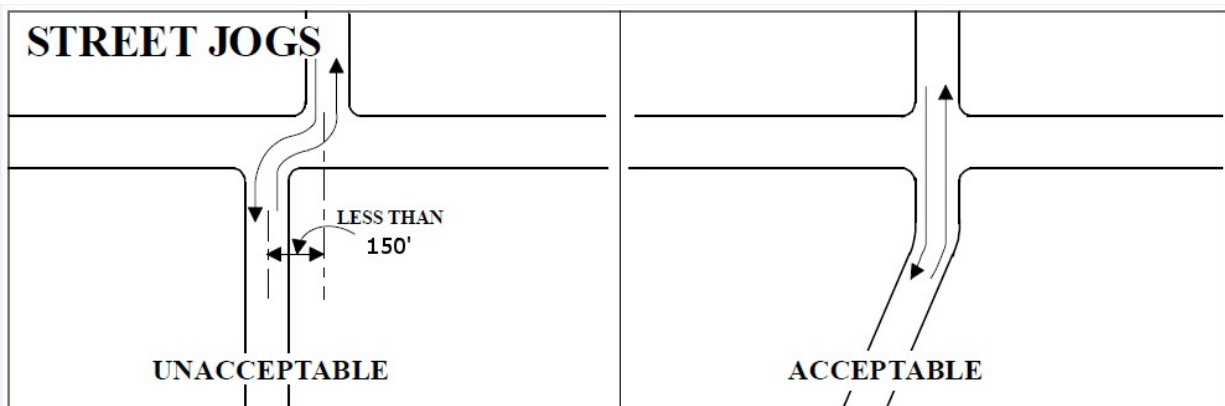 STREET JOGS
LESS THAN
150'
UNACCEPTABLE
ACCEPTABLE